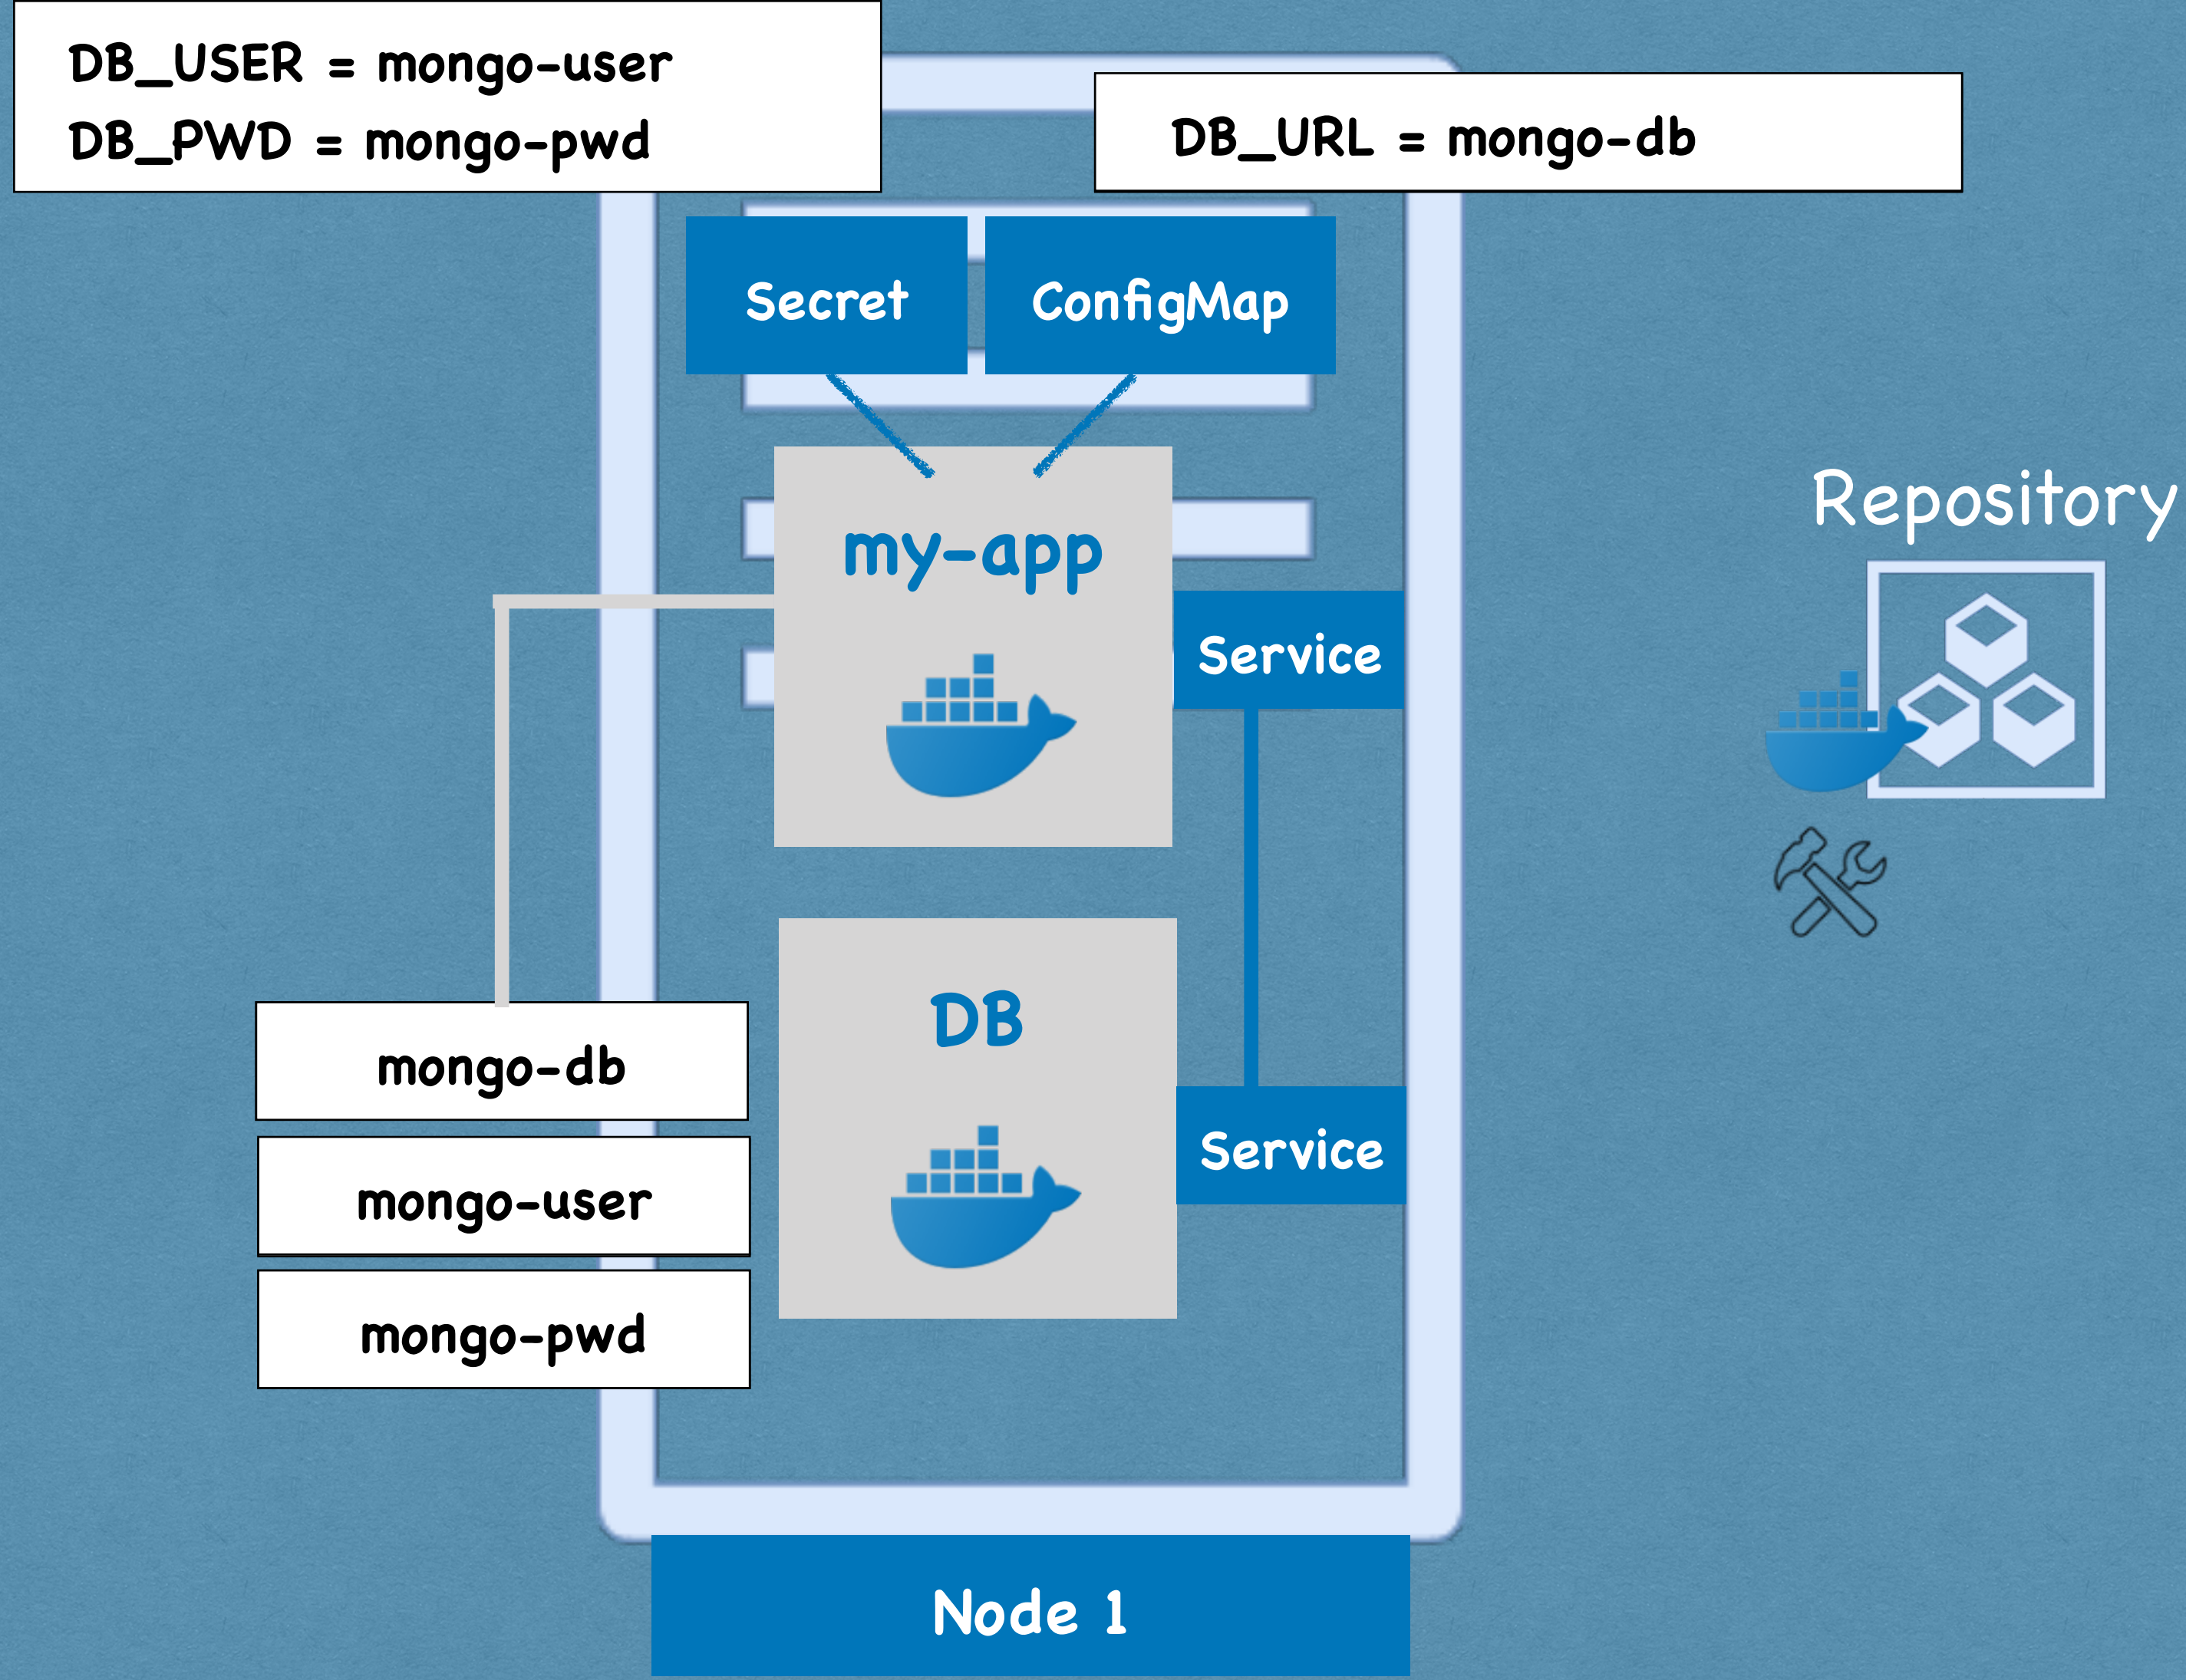 DB_USER = mongo-user
DB_PWD = mongo-pwd
DB_URL = mongo-db
Secret
ConfigMap
my-app
Service
Repository
DB
Service
mongo-db
mongo-user
mongo-pwd
Node 1